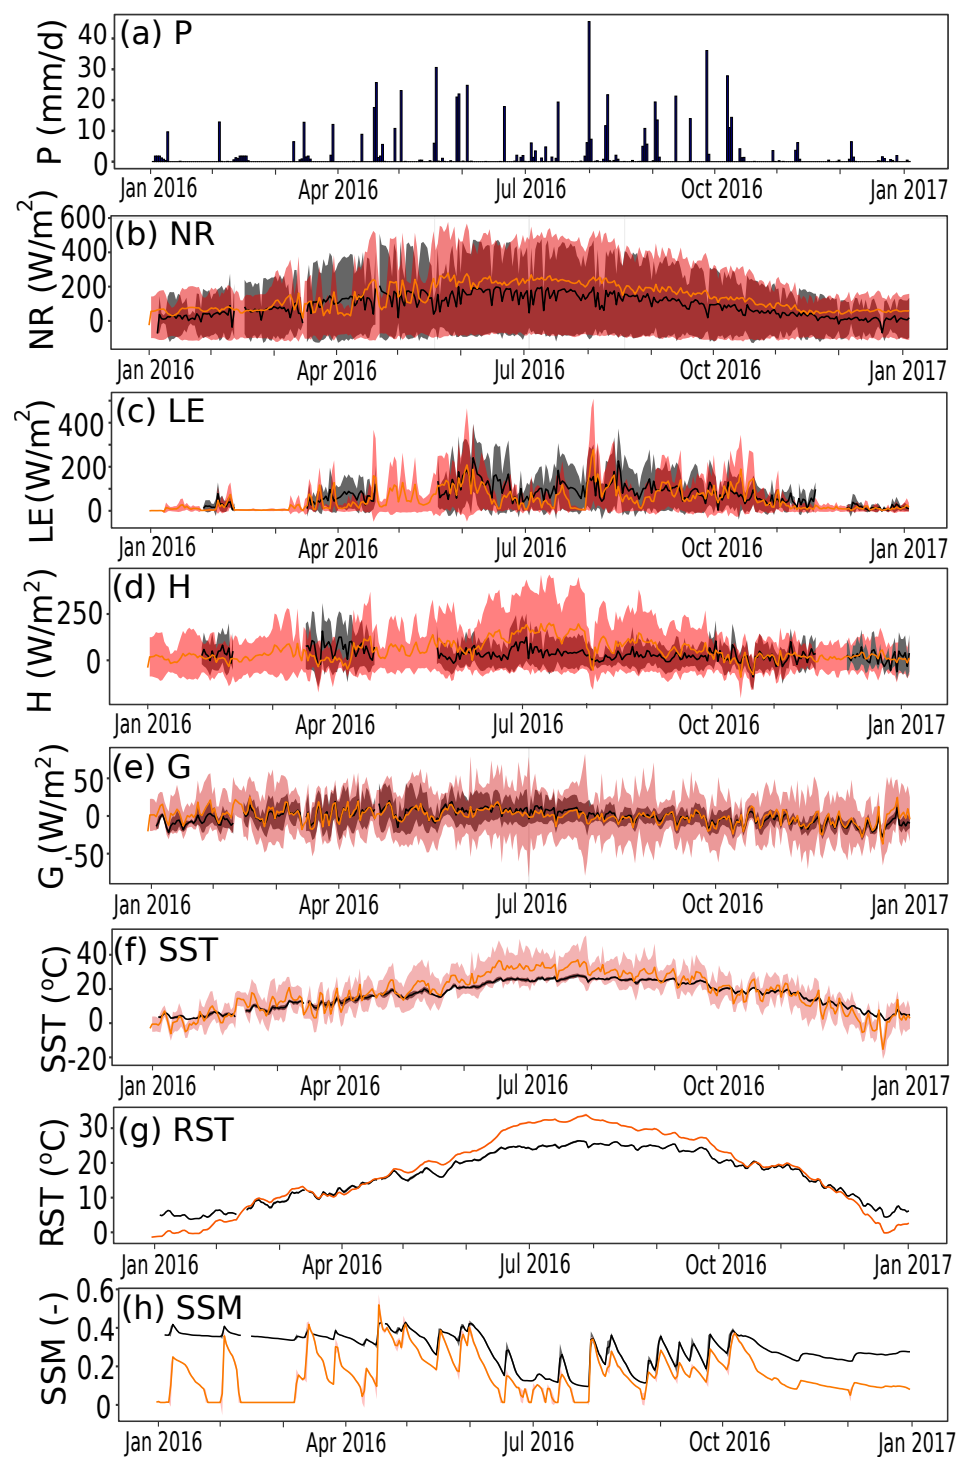 (a) P
P (mm/d)
40
30
20
10
0
Jan 2016 Apr 2016 Jul 2016 Oct 2016 Jan 2017
(b) NR
NR (W/m²)
600
400
200
0
Jan 2016 Apr 2016 Jul 2016 Oct 2016 Jan 2017
(c) LE
LE (W/m²)
400
200
0
Jan 2016 Apr 2016 Jul 2016 Oct 2016 Jan 2017
(d) H
H (W/m²)
250
0
Jan 2016 Apr 2016 Jul 2016 Oct 2016 Jan 2017
(e) G
G (W/m²)
50
0
-50
Jan 2016 Apr 2016 Jul 2016 Oct 2016 Jan 2017
(f) SST
SST (ºC)
40
20
0
-20
Jan 2016 Apr 2016 Jul 2016 Oct 2016 Jan 2017
(g) RST
RST (ºC)
30
20
10
0
Jan 2016 Apr 2016 Jul 2016 Oct 2016 Jan 2017
(h) SSM
SSM (-)
0.6
0.4
0.2
0
Jan 2016 Apr 2016 Jul 2016 Oct 2016 Jan 2017